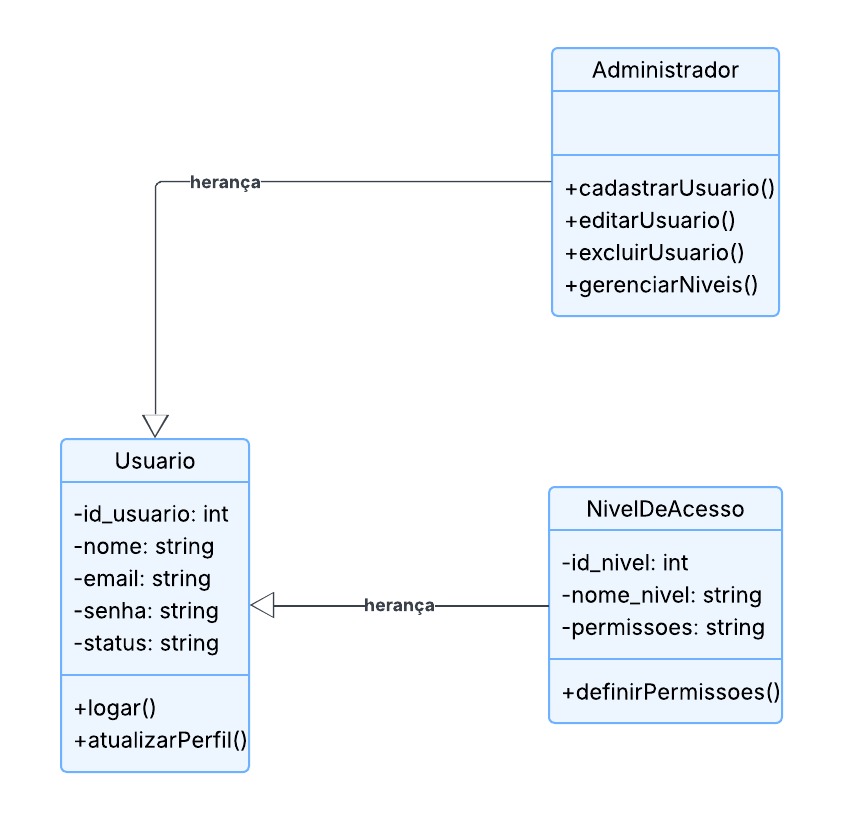 Administrador
+cadastrarUsuario()
+editarUsuario()
+excluirUsuario()
+gerenciarNiveis()
herança
Usuario
-id_usuario: int
-nome: string
-email: string
-senha: string
-status: string
+logar()
+atualizarPerfil()
herança
NivelDeAcesso
-id_nivel: int
-nome_nivel: string
-permissoes: string
+definirPermissoes()